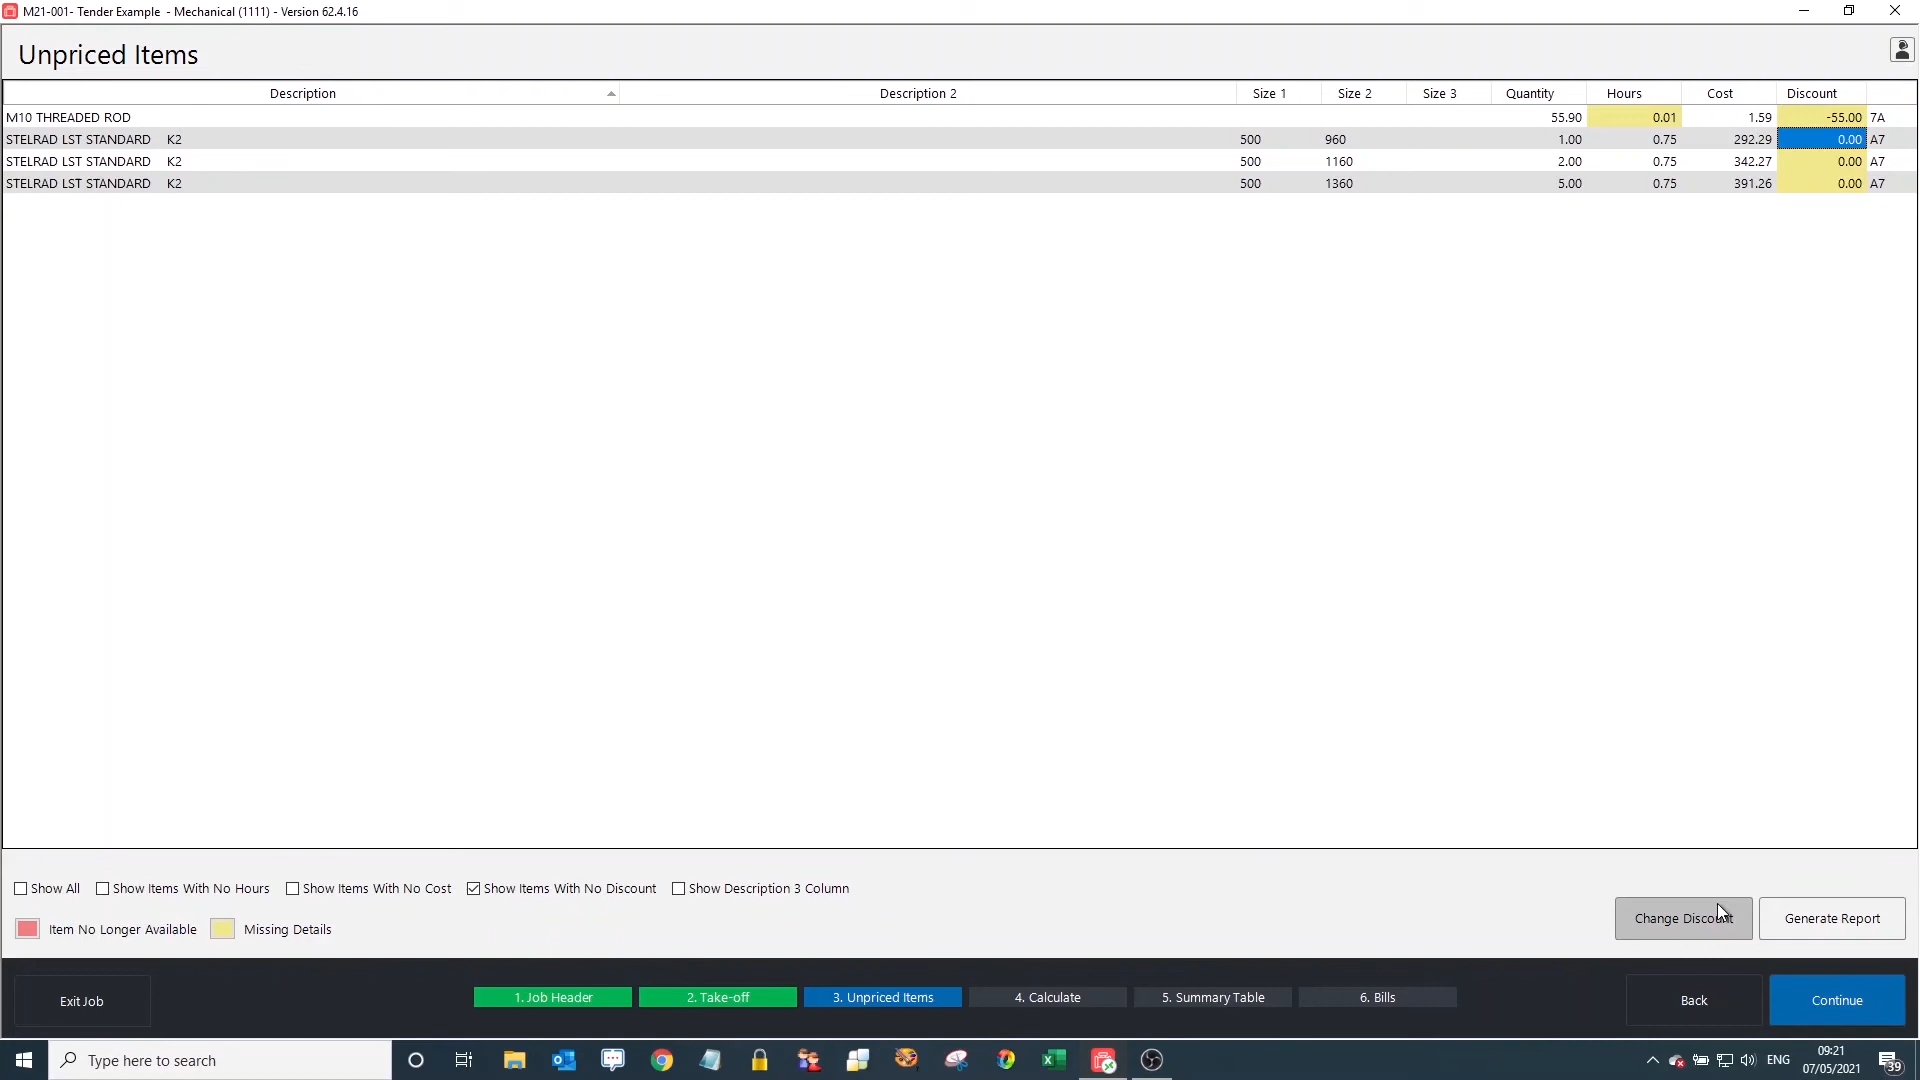 M21-001- Tender Example - Mechanical (1111) - Version 62.4.16
Unpriced Items
Description Description 2 Size 1 Size 2 Size 3 Quantity Hours Cost Discount
M10 THREADED ROD 55.90 0.01 1.59 -55.00 7A
STELRAD LST STANDARD K2 500 960 1.00 0.75 292.29 0.00 A7
STELRAD LST STANDARD K2 500 1160 2.00 0.75 342.27 0.00 A7
STELRAD LST STANDARD K2 500 1360 5.00 0.75 391.26 0.00 A7
Show All Show Items With No Hours Show Items With No Cost Show Items With No Discount Show Description 3 Column
Item No Longer Available Missing Details
Change Discount Generate Report
Exit Job 1. Job Header 2. Take-off 3. Unpriced Items 4. Calculate 5. Summary Table 6. Bills Back Continue
Type here to search ENG 09:21
07/05/2021 39